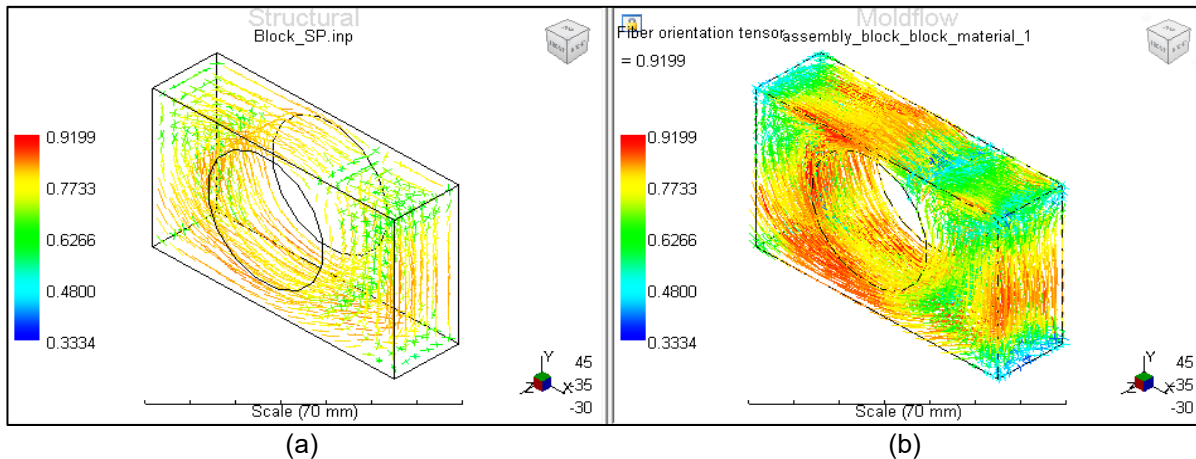 Structural
Block_SP.inp
0.9199
0.7733
0.6266
0.4800
0.3334
Y
Z
X
45
-35
-30
Scale (70 mm)
(a)
Moldflow
Fiber orientation tensor
assembly_block_block_material_1
= 0.9199
0.9199
0.7733
0.6266
0.4800
0.3334
Y
Z
X
45
-35
-30
Scale (70 mm)
(b)